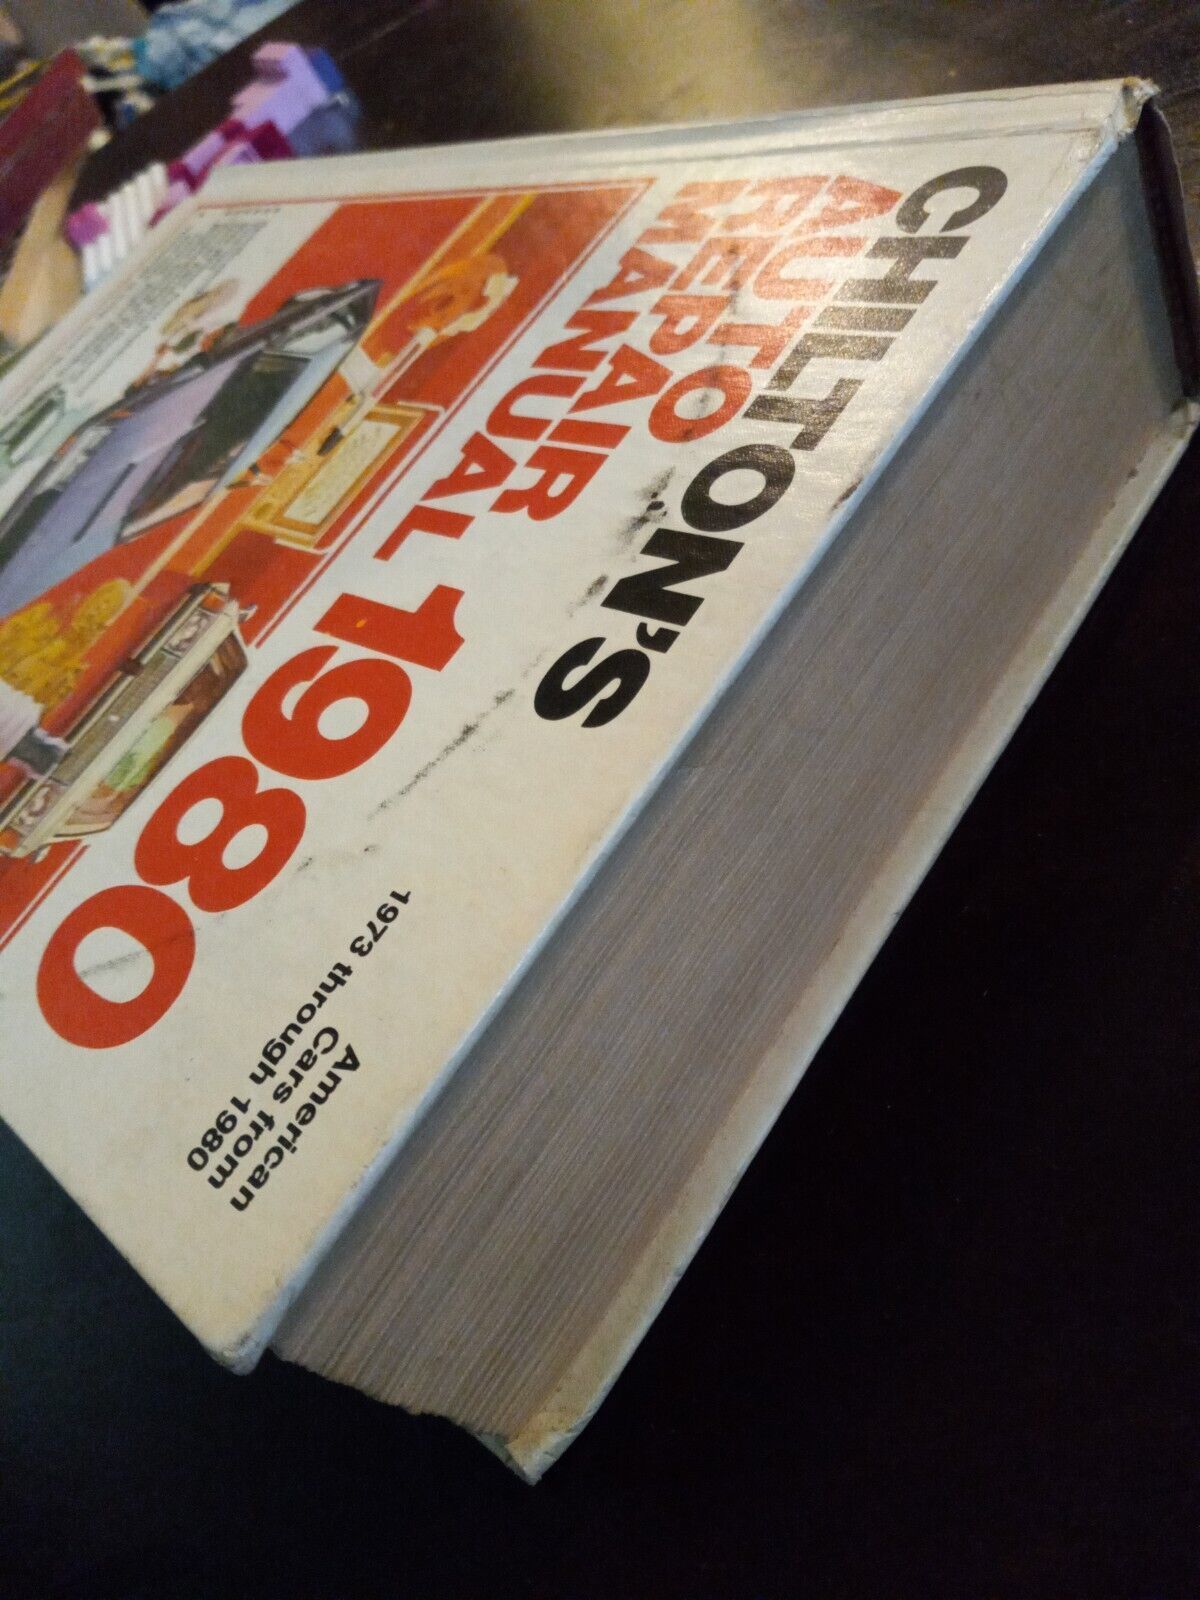 CHILTON'S
AUTO
REPAIR
MANUAL 1980
American
Cars from
1973 through 1980